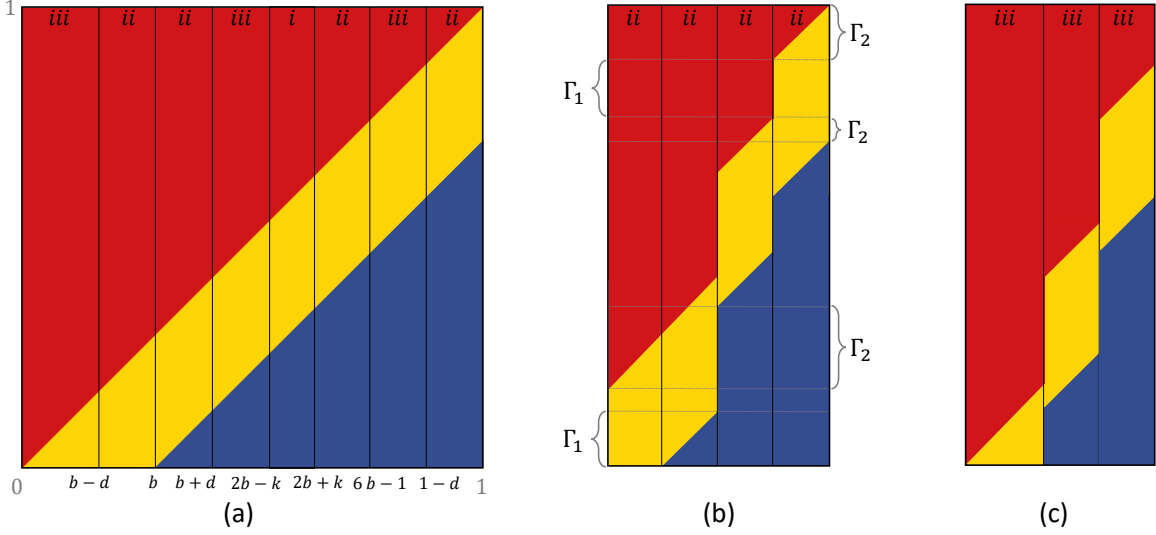 1
iii ii ii iii i ii iii ii
0 b − d b b + d 2b − k 2b + k 6 b − 1 1 − d 1
(a)
ii ii ii ii
Γ1
Γ1
Γ2
Γ2
Γ2
(b)
iii iii iii
(c)